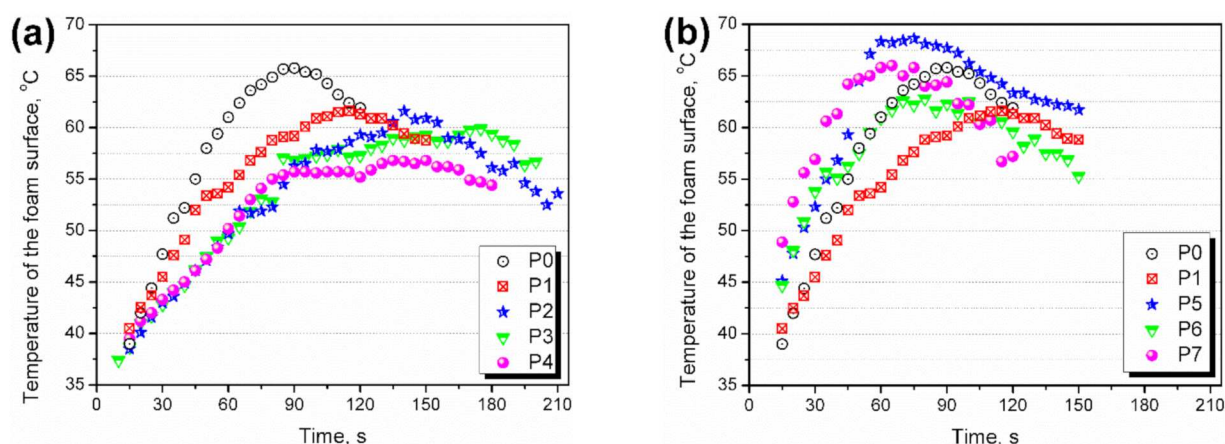 (a)
Temperature of the foam surface, °C
70
65
60
55
50
45
40
35
0 30 60 90 120 150 180 210
Time, s
P0
P1
P2
P3
P4
(b)
Temperature of the foam surface, °C
70
65
60
55
50
45
40
35
0 30 60 90 120 150 180 210
Time, s
P0
P1
P5
P6
P7